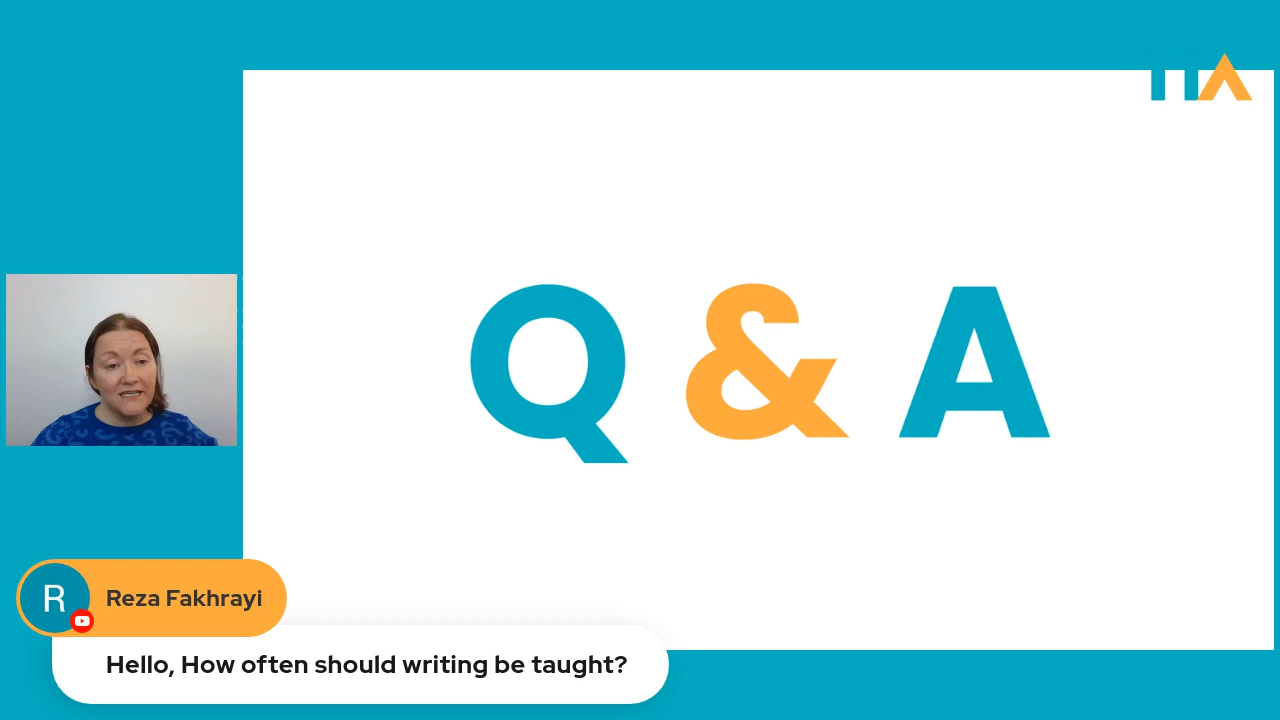 Q & A
R
Reza Fakhrayi
Hello, How often should writing be taught?